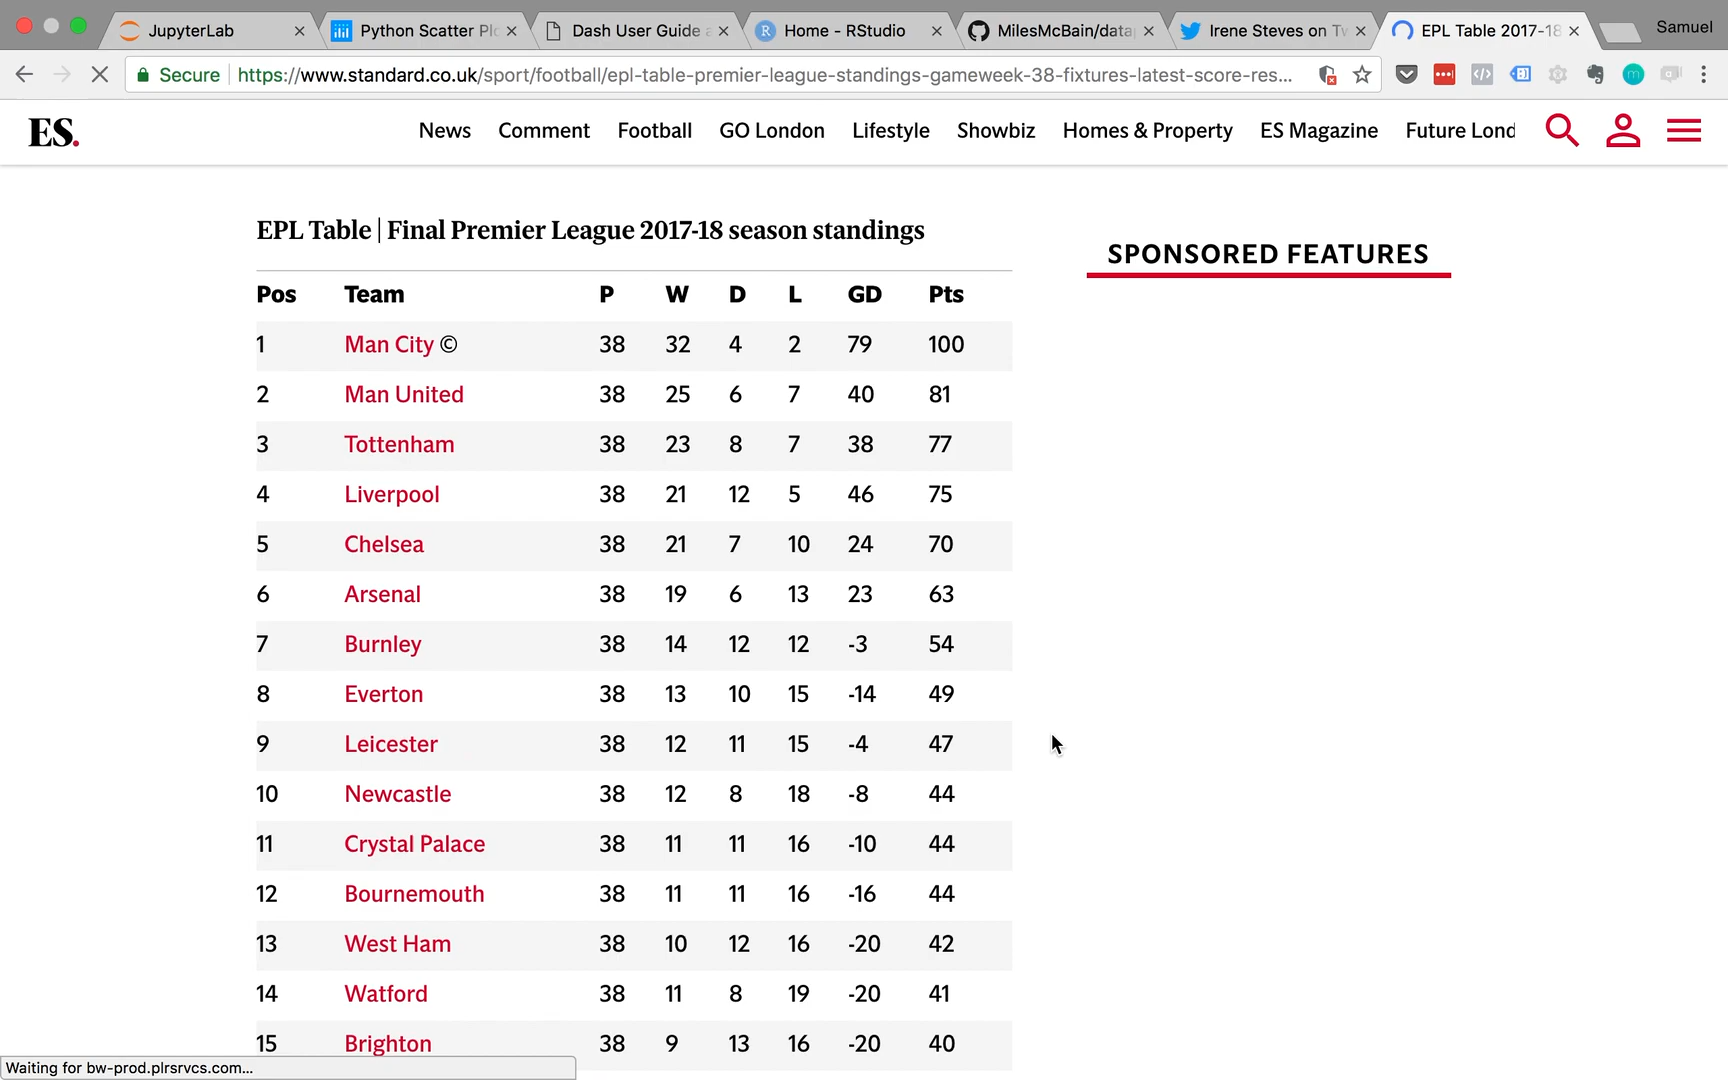 JupyterLab
Python Scatter Plo
Dash User Guide a
Home - RStudio
MilesMcBain/data
Irene Steves on Tw
EPL Table 2017-18
Samuel
Secure
https://www.standard.co.uk/sport/football/epl-table-premier-league-standings-gameweek-38-fixtures-latest-score-res...
ES.
News Comment Football GO London Lifestyle Showbiz Homes & Property ES Magazine Future Lond
EPL Table | Final Premier League 2017-18 season standings
SPONSORED FEATURES
Pos Team P W D L GD Pts
1 Man City © 38 32 4 2 79 100
2 Man United 38 25 6 7 40 81
3 Tottenham 38 23 8 7 38 77
4 Liverpool 38 21 12 5 46 75
5 Chelsea 38 21 7 10 24 70
6 Arsenal 38 19 6 13 23 63
7 Burnley 38 14 12 12 -3 54
8 Everton 38 13 10 15 -14 49
9 Leicester 38 12 11 15 -4 47
10 Newcastle 38 12 8 18 -8 44
11 Crystal Palace 38 11 11 16 -10 44
12 Bournemouth 38 11 11 16 -16 44
13 West Ham 38 10 12 16 -20 42
14 Watford 38 11 8 19 -20 41
15 Brighton 38 9 13 16 -20 40
Waiting for bw-prod.plrsrvcs.com...